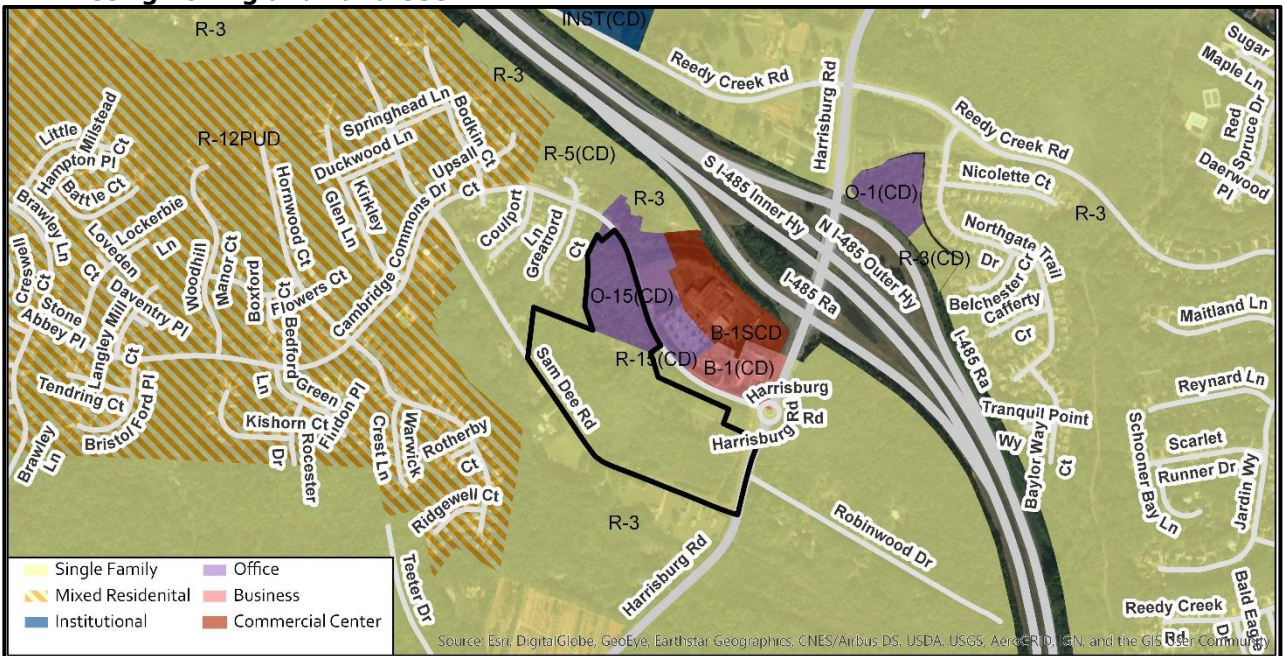 R-3
INST(CD)
Reedy Creek Rd
Harrisburg Rd
Sugar
Maple Ln
Red
Spruce Dr
Daerwood
Pl
R-3
Springhead Ln
Bodkin Ct
Little
Hampton Pl
Milstead
Ct
R-12PUD
Duckwood Ln
Upsall
Ct
R-5(CD)
S I-485 Inner Hy
Reedy Creek Rd
Battle Ct
Hornwood Ct
Glen Ln
Kirkley
R-3
O-1(CD)
Nicolette Ct
R-3
Brawley Ln
Lockerbie
Ln
Loveden
Ct
Woodhill
Manor Ct
Coulport
Ln
Greatford
Ct
N I-485 Outer Hy
Northgate Trail
Dr
Creswell
Ct
Stone
Abbey Pl
Daventry Pl
Boxford
Ct
Flowers Ct
Cambridge Commons Dr
O-15(CD)
I-485 Ra
R-3(CD)
Belchester Cr
Cafferty
Cr
Maitland Ln
Langley Mill
Ct
Bedford
B-1SCD
I-485 Ra
R-15(CD)
B-1(CD)
Tendring Ct
Bristol Ford Pl
Ln
Green
Fludon Pl
Sam Dee Rd
Harrisburg
Rd
Harrisburg Rd
Reynard Ln
Brawley
Ln
Kishorn Ct
Dr
Rocester
Crest Ln
Warwick
Rotherby
Ct
Tranquil Point
Wy
Baylor Way
Ct
Schooner Bay
Ln
Scarlet
Runner Dr
Jardin Wy
Ridgewell Ct
R-3
Robinwood Dr
Single Family
Mixed Residenital
Institutional
Office
Business
Commercial Center
Teeter Dr
Harrisburg Rd
Reedy Creek
Rd
Bald Eagle
Dr
Source: Esri, DigitalGlobe, GeoEye, Earthstar Geographics, CNES/Airbus DS, USDA, USGS, AeroGRID, IGN, and the GIS User Community